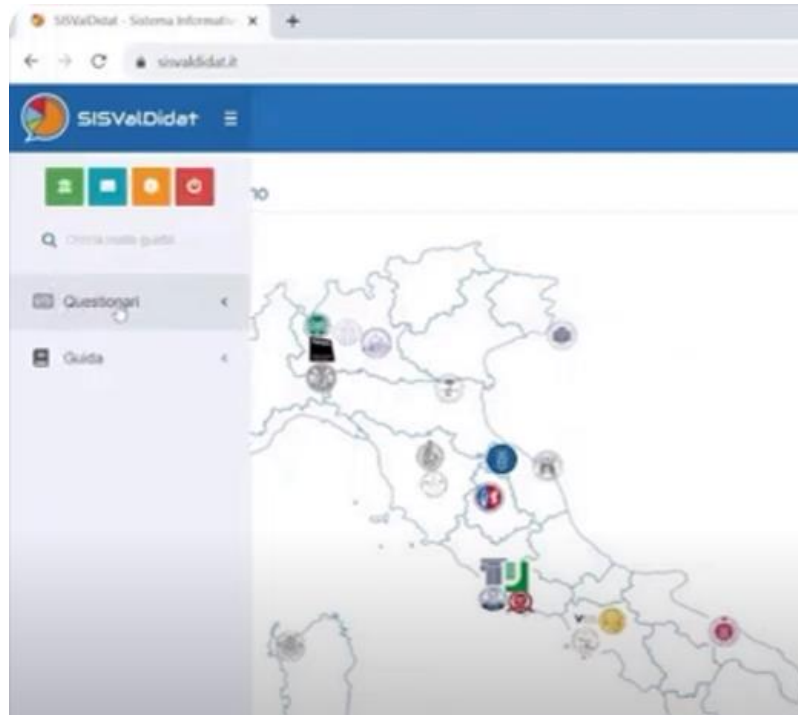 SISValDidat - Sistema Informativ
sisvaldidat.it
SISValDidat
no
Questionari
Guida